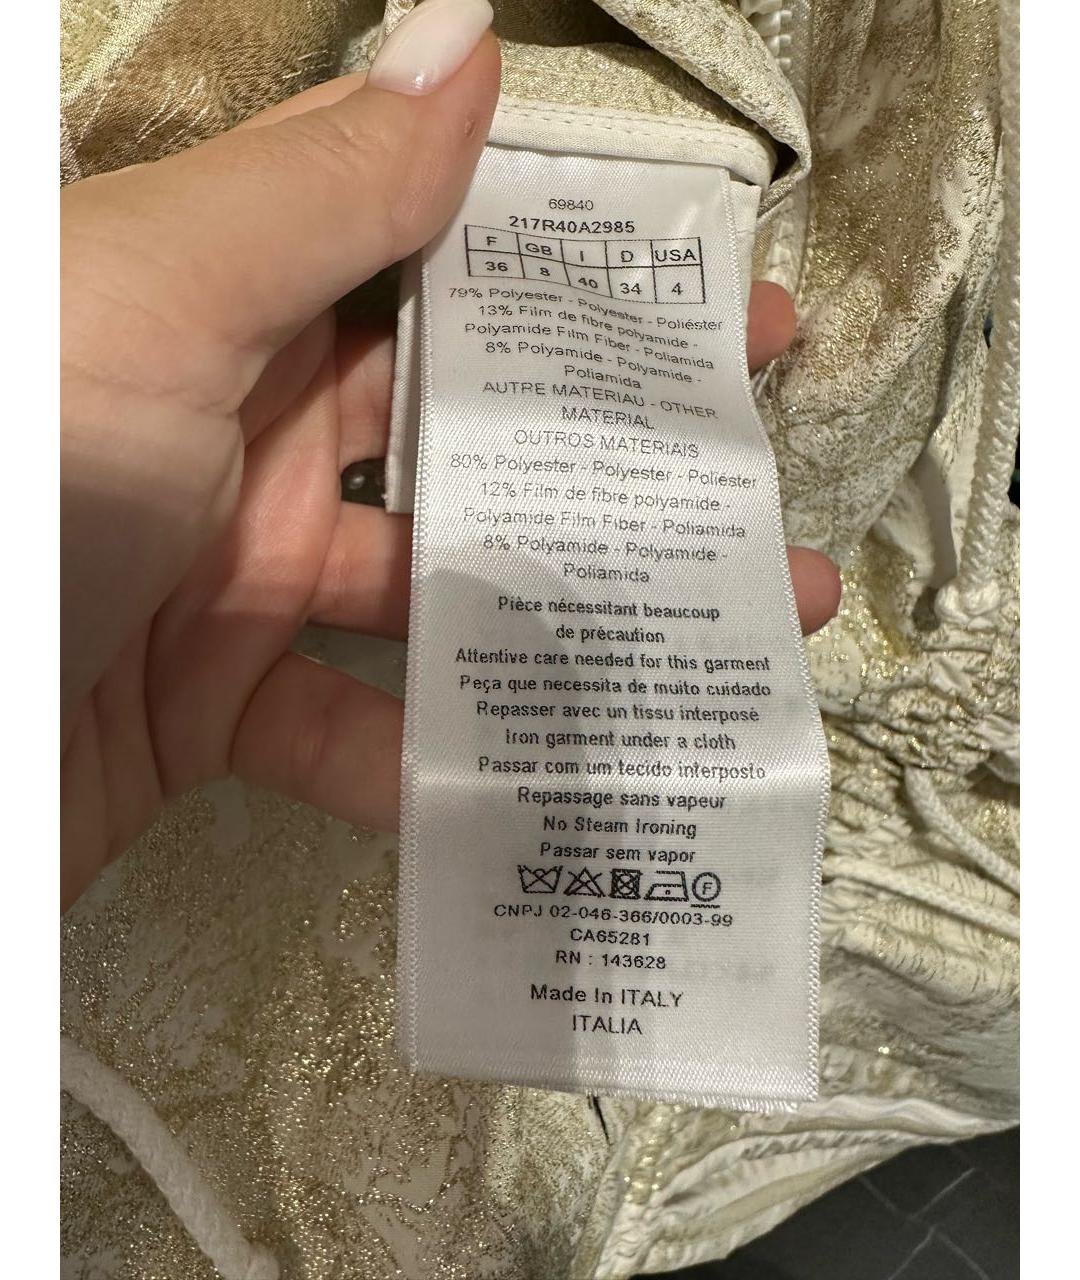 69840
217R40A2985
F GB I D USA
36 8 40 34 4
79% Polyester - Polyester - Poliéster
13% Film de fibre polyamide -
Polyamide Film Fiber - Poliamida
8% Polyamide - Polyamide -
Poliamida
AUTRE MATERIAU - OTHER
MATERIAL
OUTROS MATERIAIS
80% Polyester - Polyester - Poliéster
12% Film de fibre polyamide -
Polyamide Film Fiber - Poliamida
8% Polyamide - Polyamide -
Poliamida
Pièce nécessitant beaucoup
de précaution
Attentive care needed for this garment
Peça que necessita de muito cuidado
Repasser avec un tissu interposé
Iron garment under a cloth
Passar com um tecido interposto
Repassage sans vapeur
No Steam Ironing
Passar sem vapor
F
CNPJ 02-046-366/0003-99
CA65281
RN : 143628
Made In ITALY
ITALIA